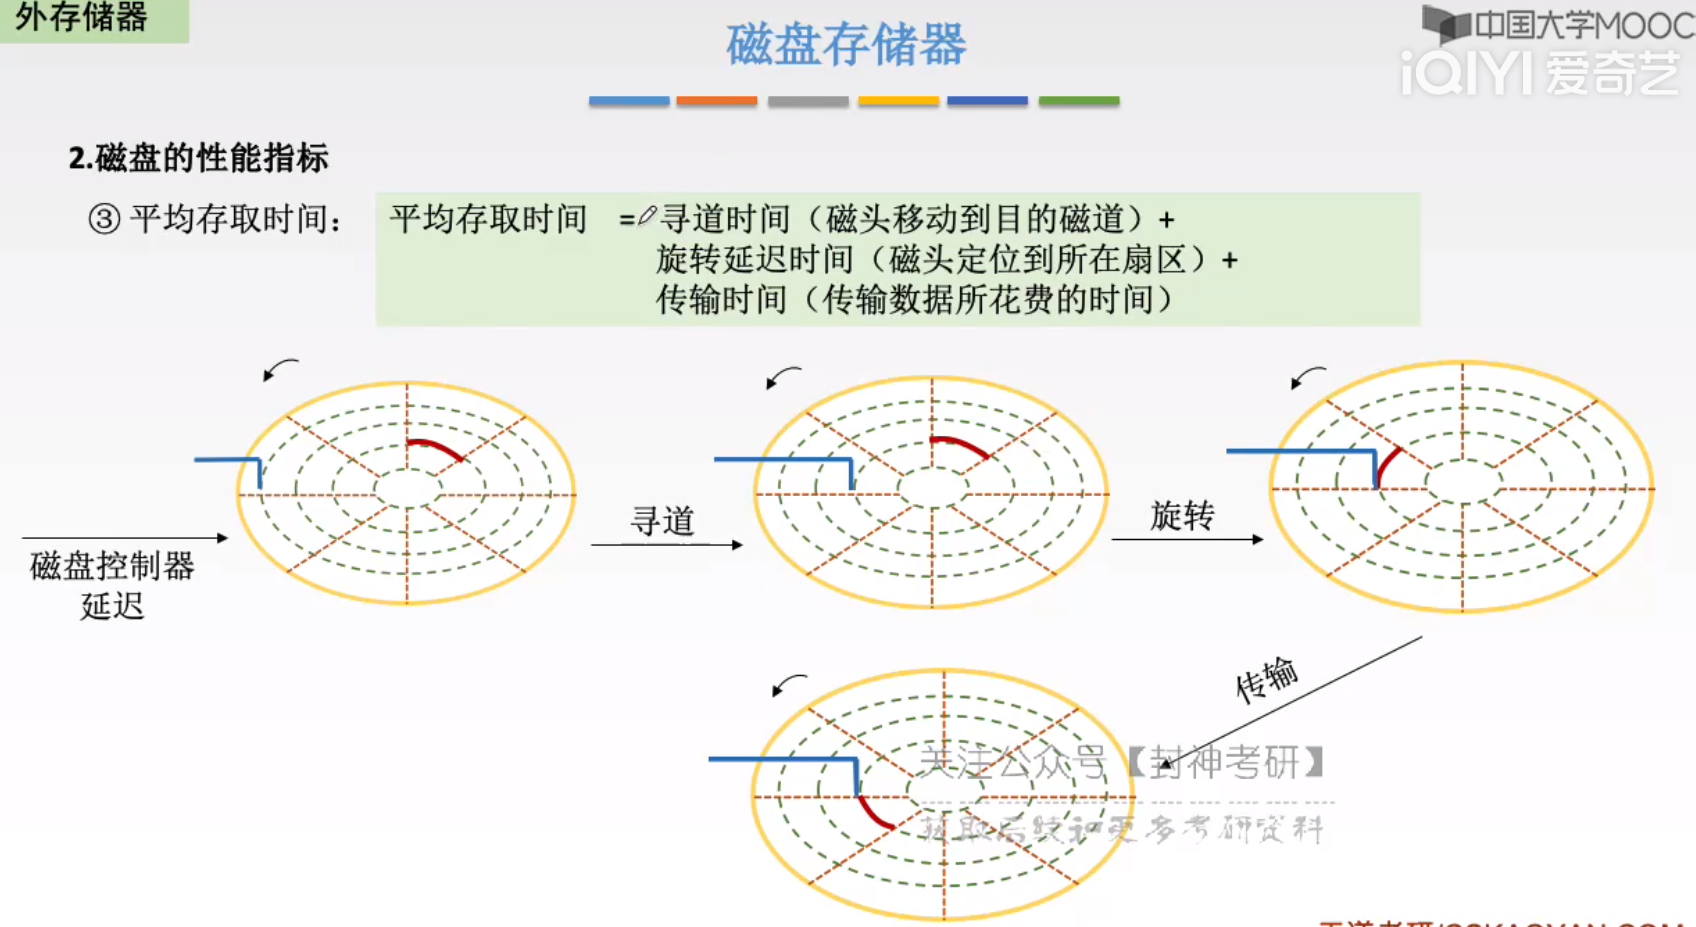 外存储器
磁盘存储器
中国大学MOOC
iQIYI 爱奇艺
2.磁盘的性能指标
③ 平均存取时间：
平均存取时间 = 寻道时间（磁头移动到目的磁道）+
旋转延迟时间（磁头定位到所在扇区）+
传输时间（传输数据所花费的时间）
磁盘控制器
延迟
寻道
旋转
传输
关注公众号【封神考研】
获取后续和更多考研资料